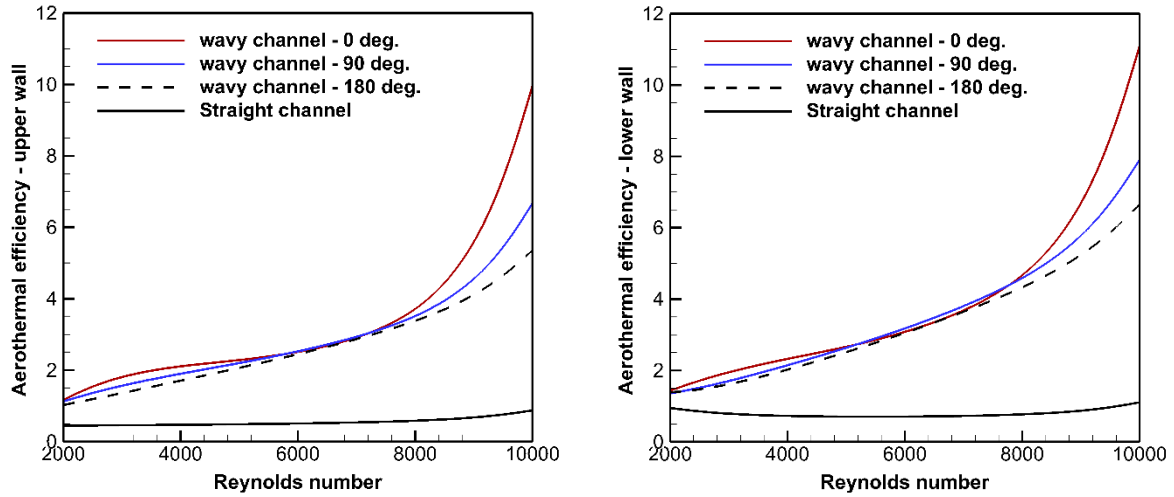 12
10
8
6
4
2
0
Aerothermal efficiency - upper wall
wavy channel - 0 deg.
wavy channel - 90 deg.
wavy channel - 180 deg.
Straight channel
2000 4000 6000 8000 10000
Reynolds number
12
10
8
6
4
2
0
Aerothermal efficiency - lower wall
wavy channel - 0 deg.
wavy channel - 90 deg.
wavy channel - 180 deg.
Straight channel
2000 4000 6000 8000 10000
Reynolds number